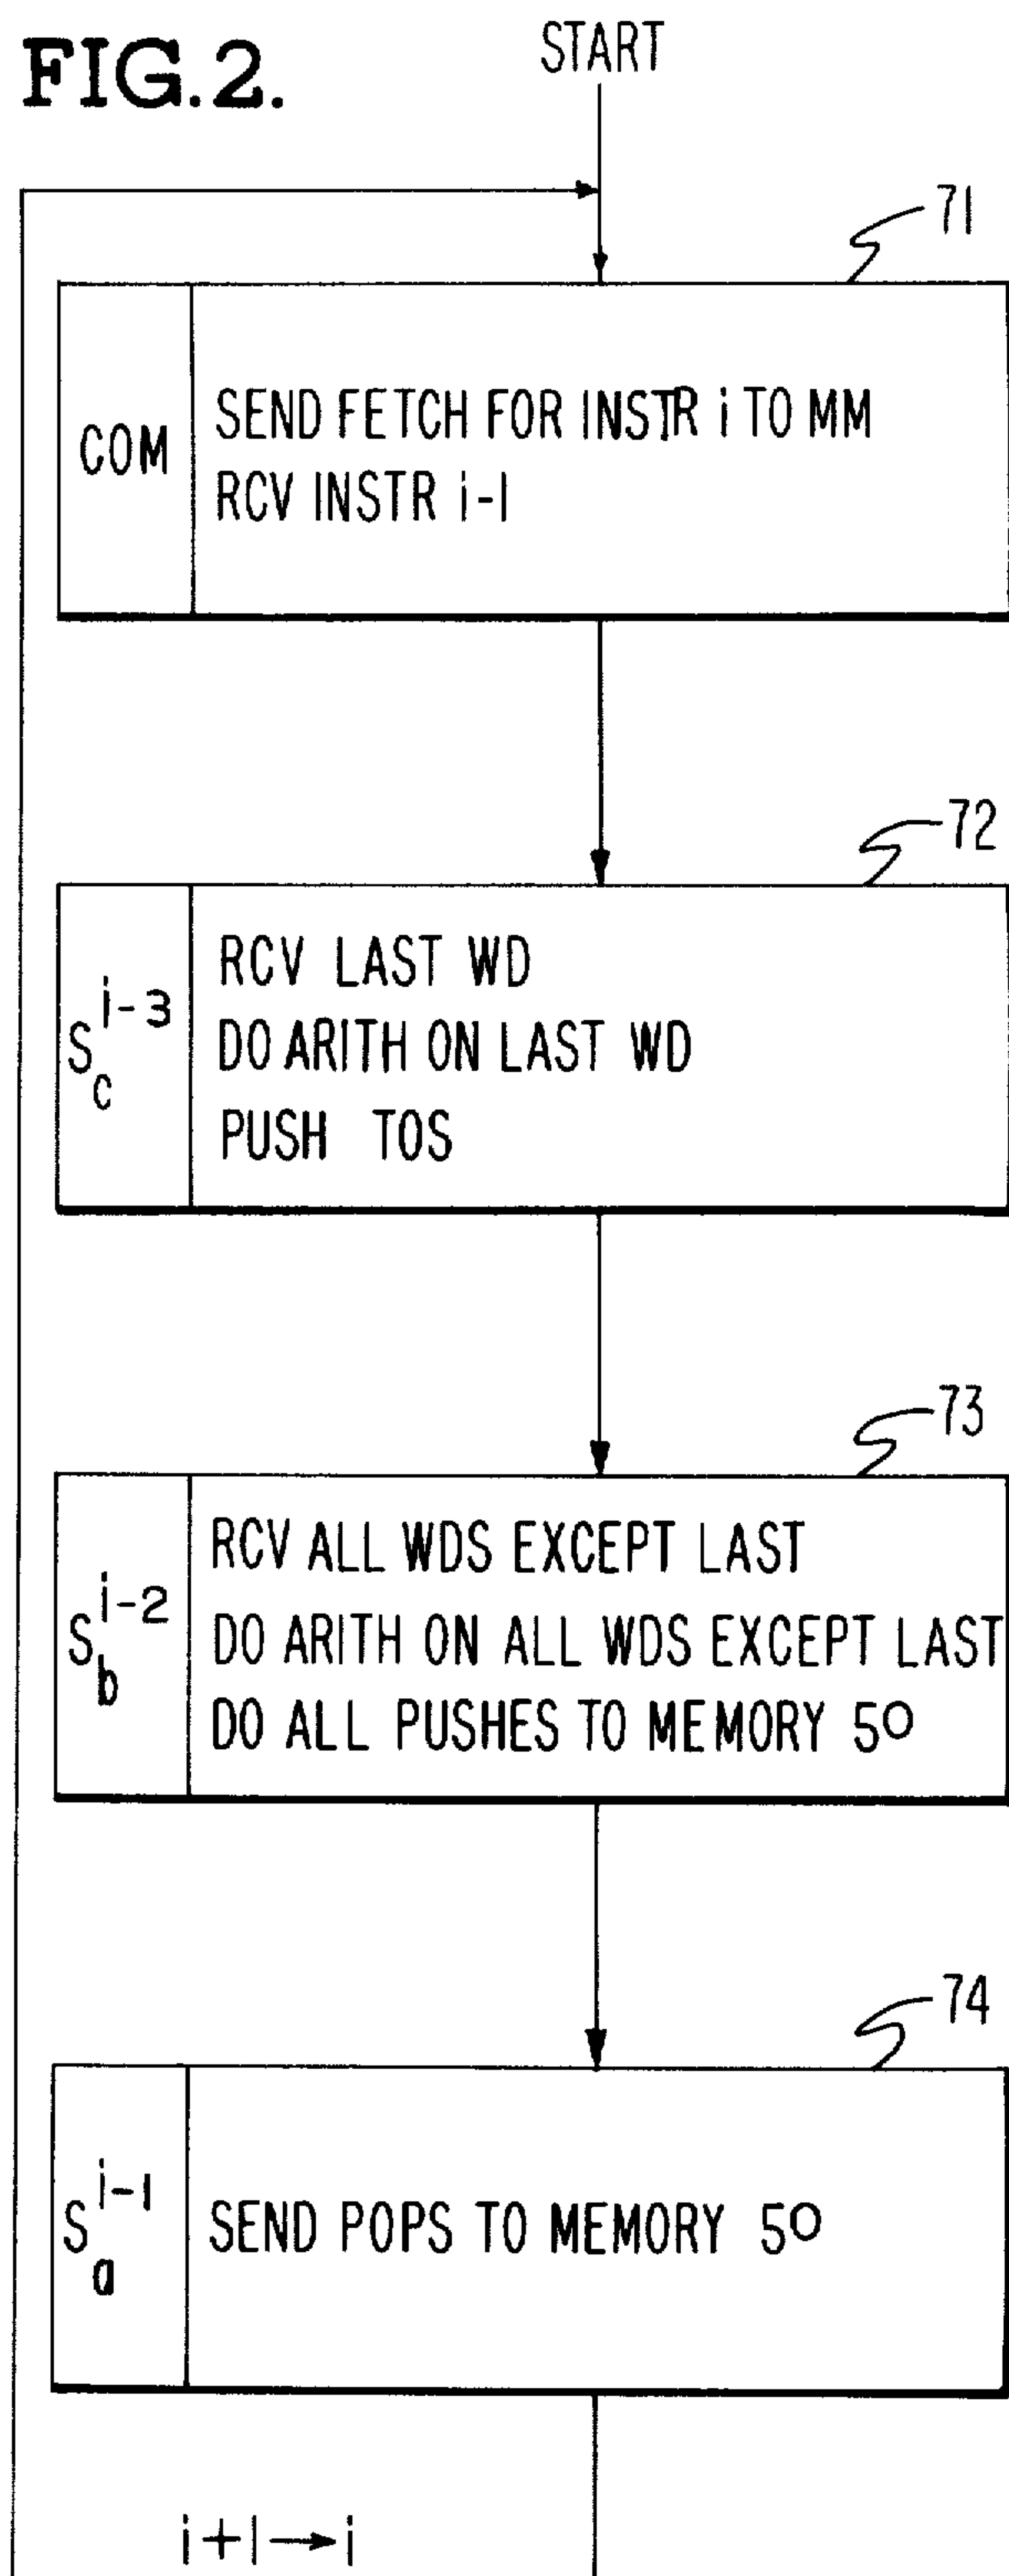 FIG.2.
START
71
COM
SEND FETCH FOR INSTR i TO MM
RCV INSTR i-1
72
S_c^{i-3}
RCV LAST WD
DO ARITH ON LAST WD
PUSH TOS
73
S_b^{i-2}
RCV ALL WDS EXCEPT LAST
DO ARITH ON ALL WDS EXCEPT LAST
DO ALL PUSHES TO MEMORY 50
74
S_a^{i-1}
SEND POPS TO MEMORY 50
i+1→i